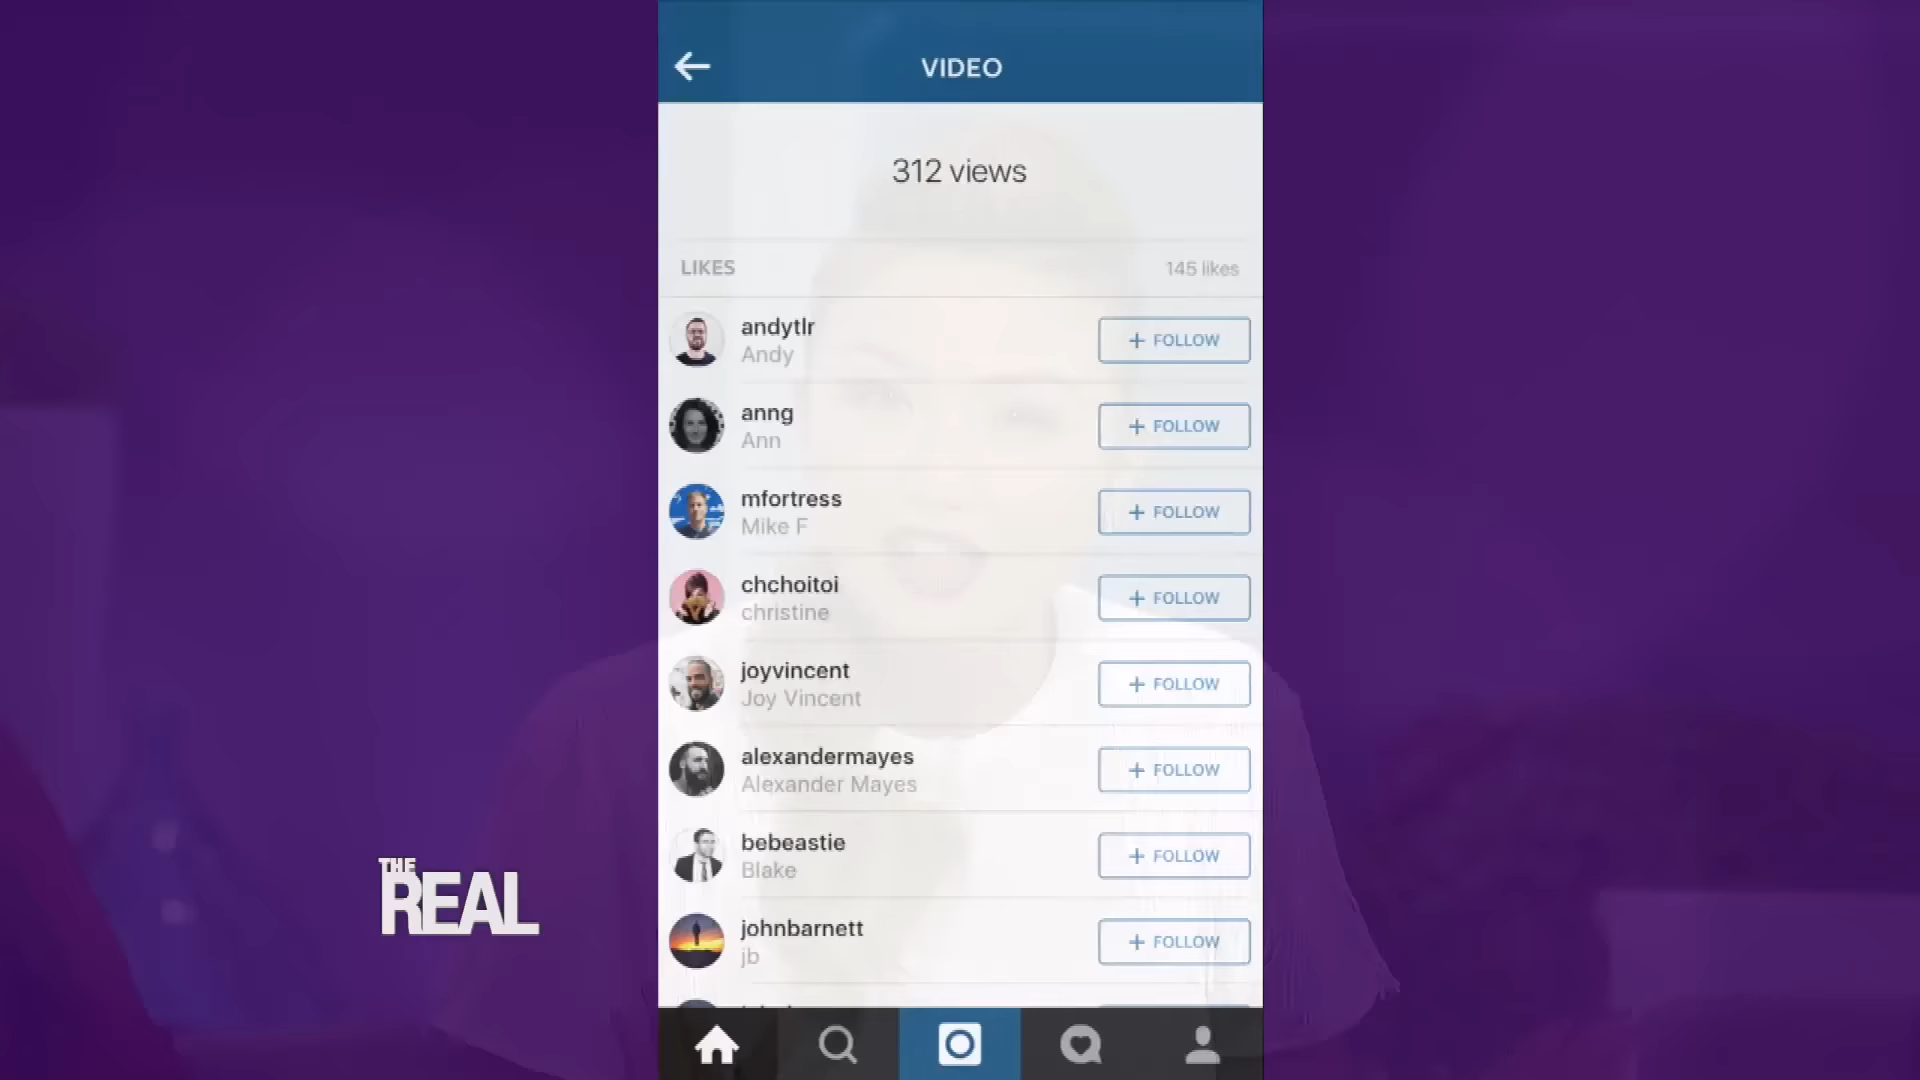 VIDEO
312 views
LIKES
145 likes
andytlr
Andy
+ FOLLOW
anng
Ann
+ FOLLOW
mfortress
Mike F
+ FOLLOW
chchoitoi
christine
+ FOLLOW
joyvincent
Joy Vincent
+ FOLLOW
alexandermayes
Alexander Mayes
+ FOLLOW
bebeastie
Blake
+ FOLLOW
johnbarnett
jb
+ FOLLOW
THE
REAL